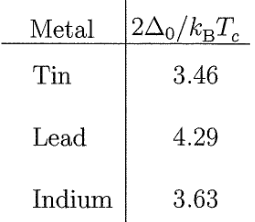 Metal 2Δ₀/k_BT_c
Tin 3.46
Lead 4.29
Indium 3.63